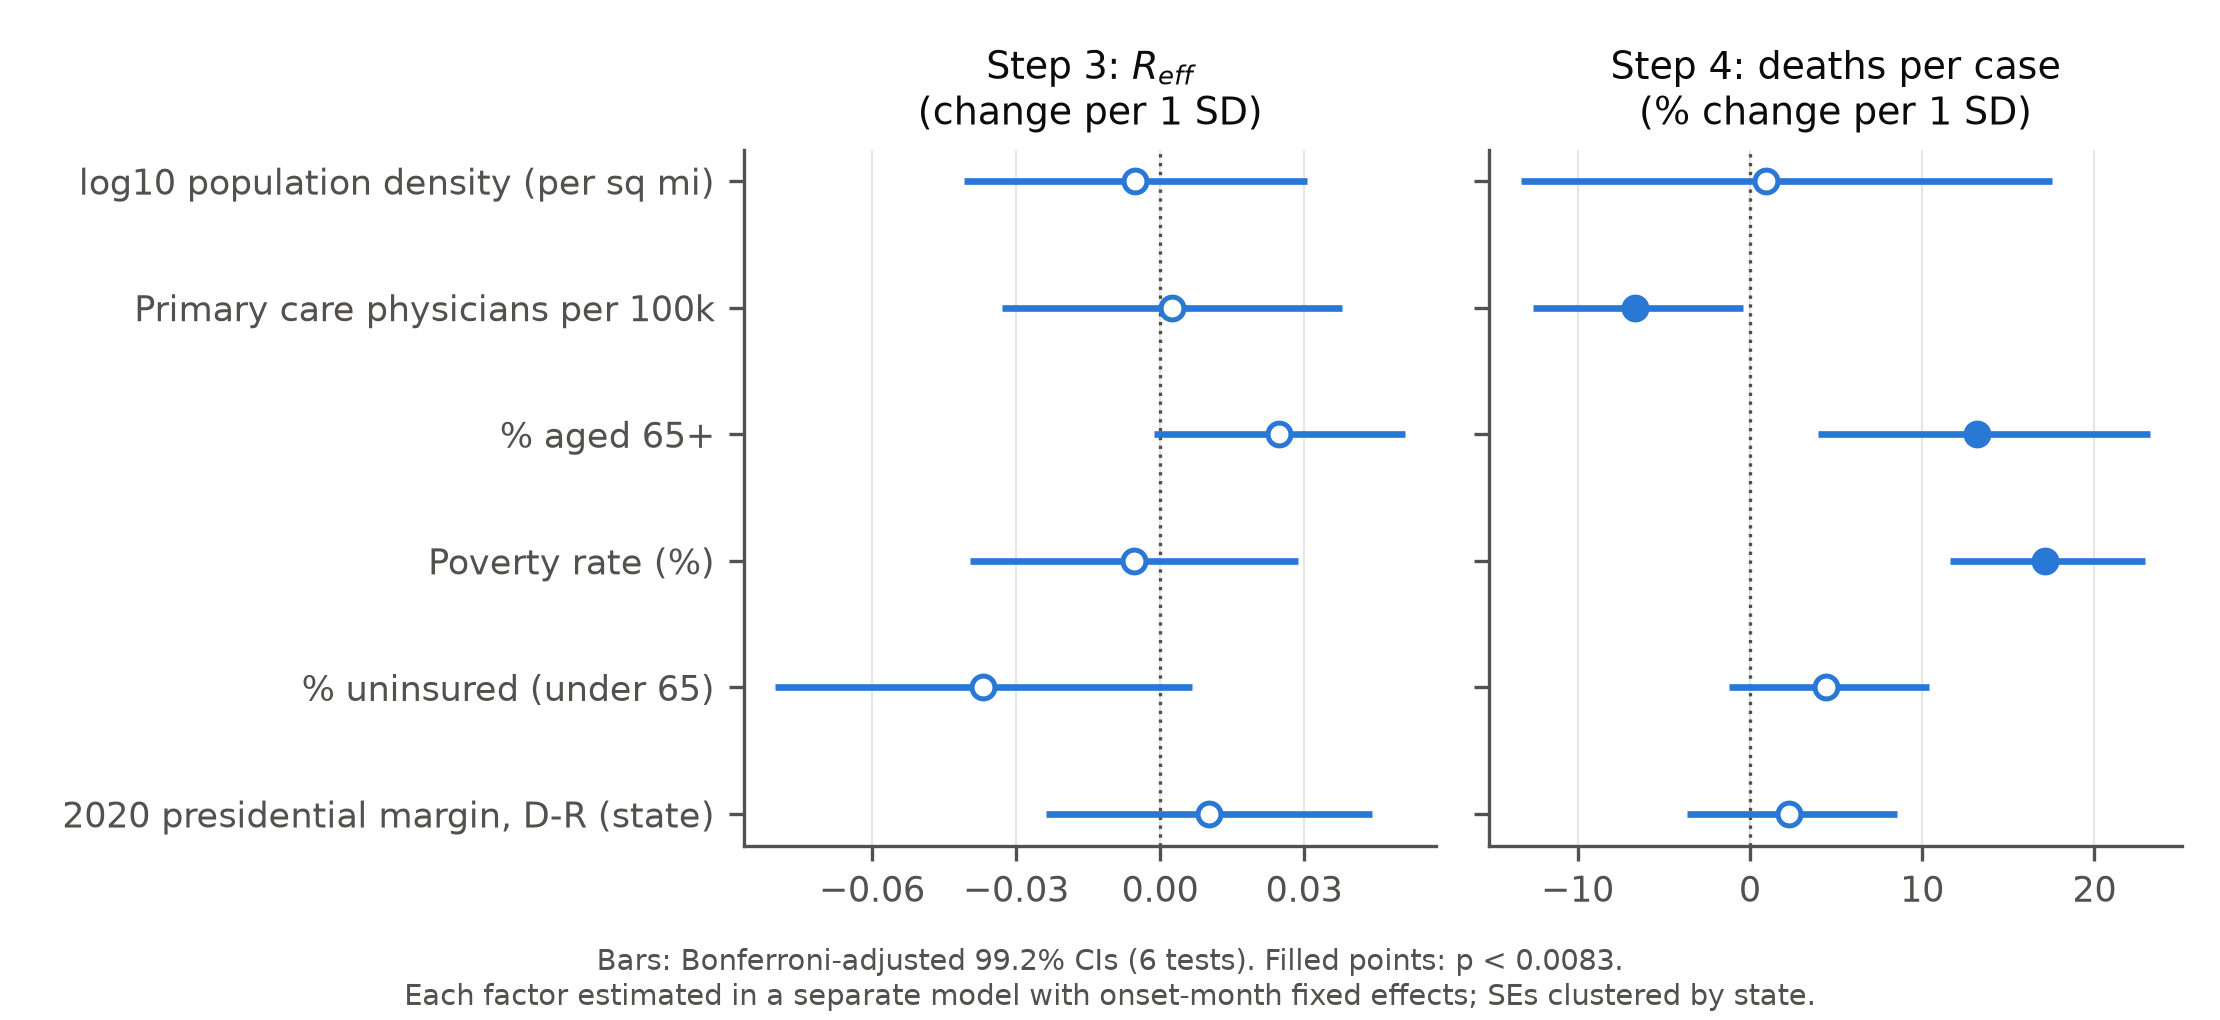 Step 3: R_eff
(change per 1 SD)
Step 4: deaths per case
(% change per 1 SD)
log10 population density (per sq mi)
Primary care physicians per 100k
% aged 65+
Poverty rate (%)
% uninsured (under 65)
2020 presidential margin, D-R (state)
−0.06 −0.03 0.00 0.03
−10 0 10 20
Bars: Bonferroni-adjusted 99.2% CIs (6 tests). Filled points: p < 0.0083.
Each factor estimated in a separate model with onset-month fixed effects; SEs clustered by state.